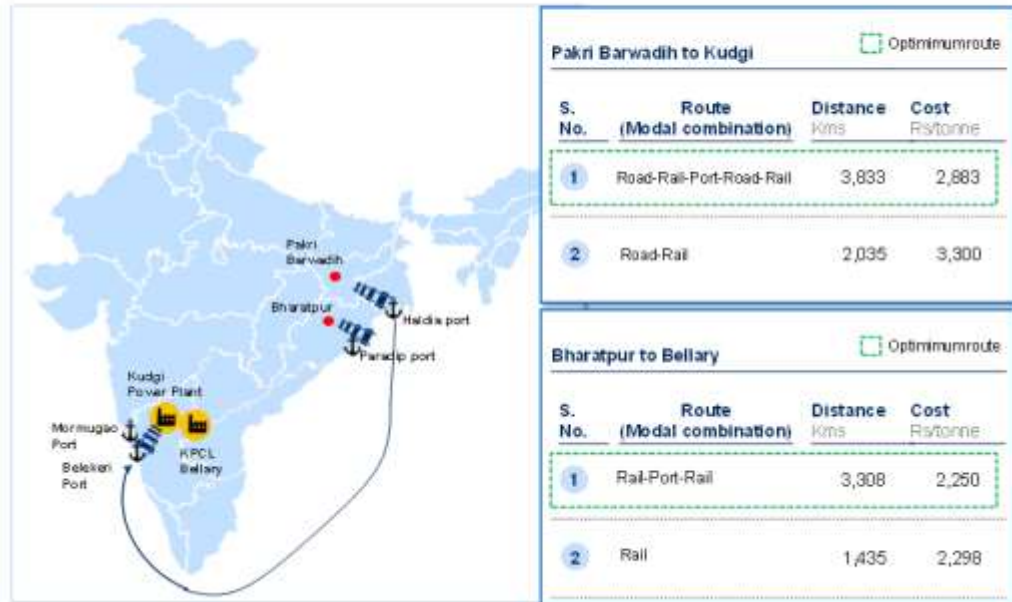 Pakri
Barwadih
Bharatpur
Haldia port
Paradip port
Kudgi
Power Plant
Mormugao
Port
KPCL
Bellary
Belekeri
Port
Optimimumroute
Pakri Barwadih to Kudgi
S. No. Route (Modal combination) Distance Kms Cost Rs/tonne
1 Road-Rail-Port-Road-Rail 3,833 2,883
2 Road-Rail 2,035 3,300
Optimimumroute
Bharatpur to Bellary
S. No. Route (Modal combination) Distance Kms Cost Rs/tonne
1 Rail-Port-Rail 3,308 2,250
2 Rail 1,435 2,298